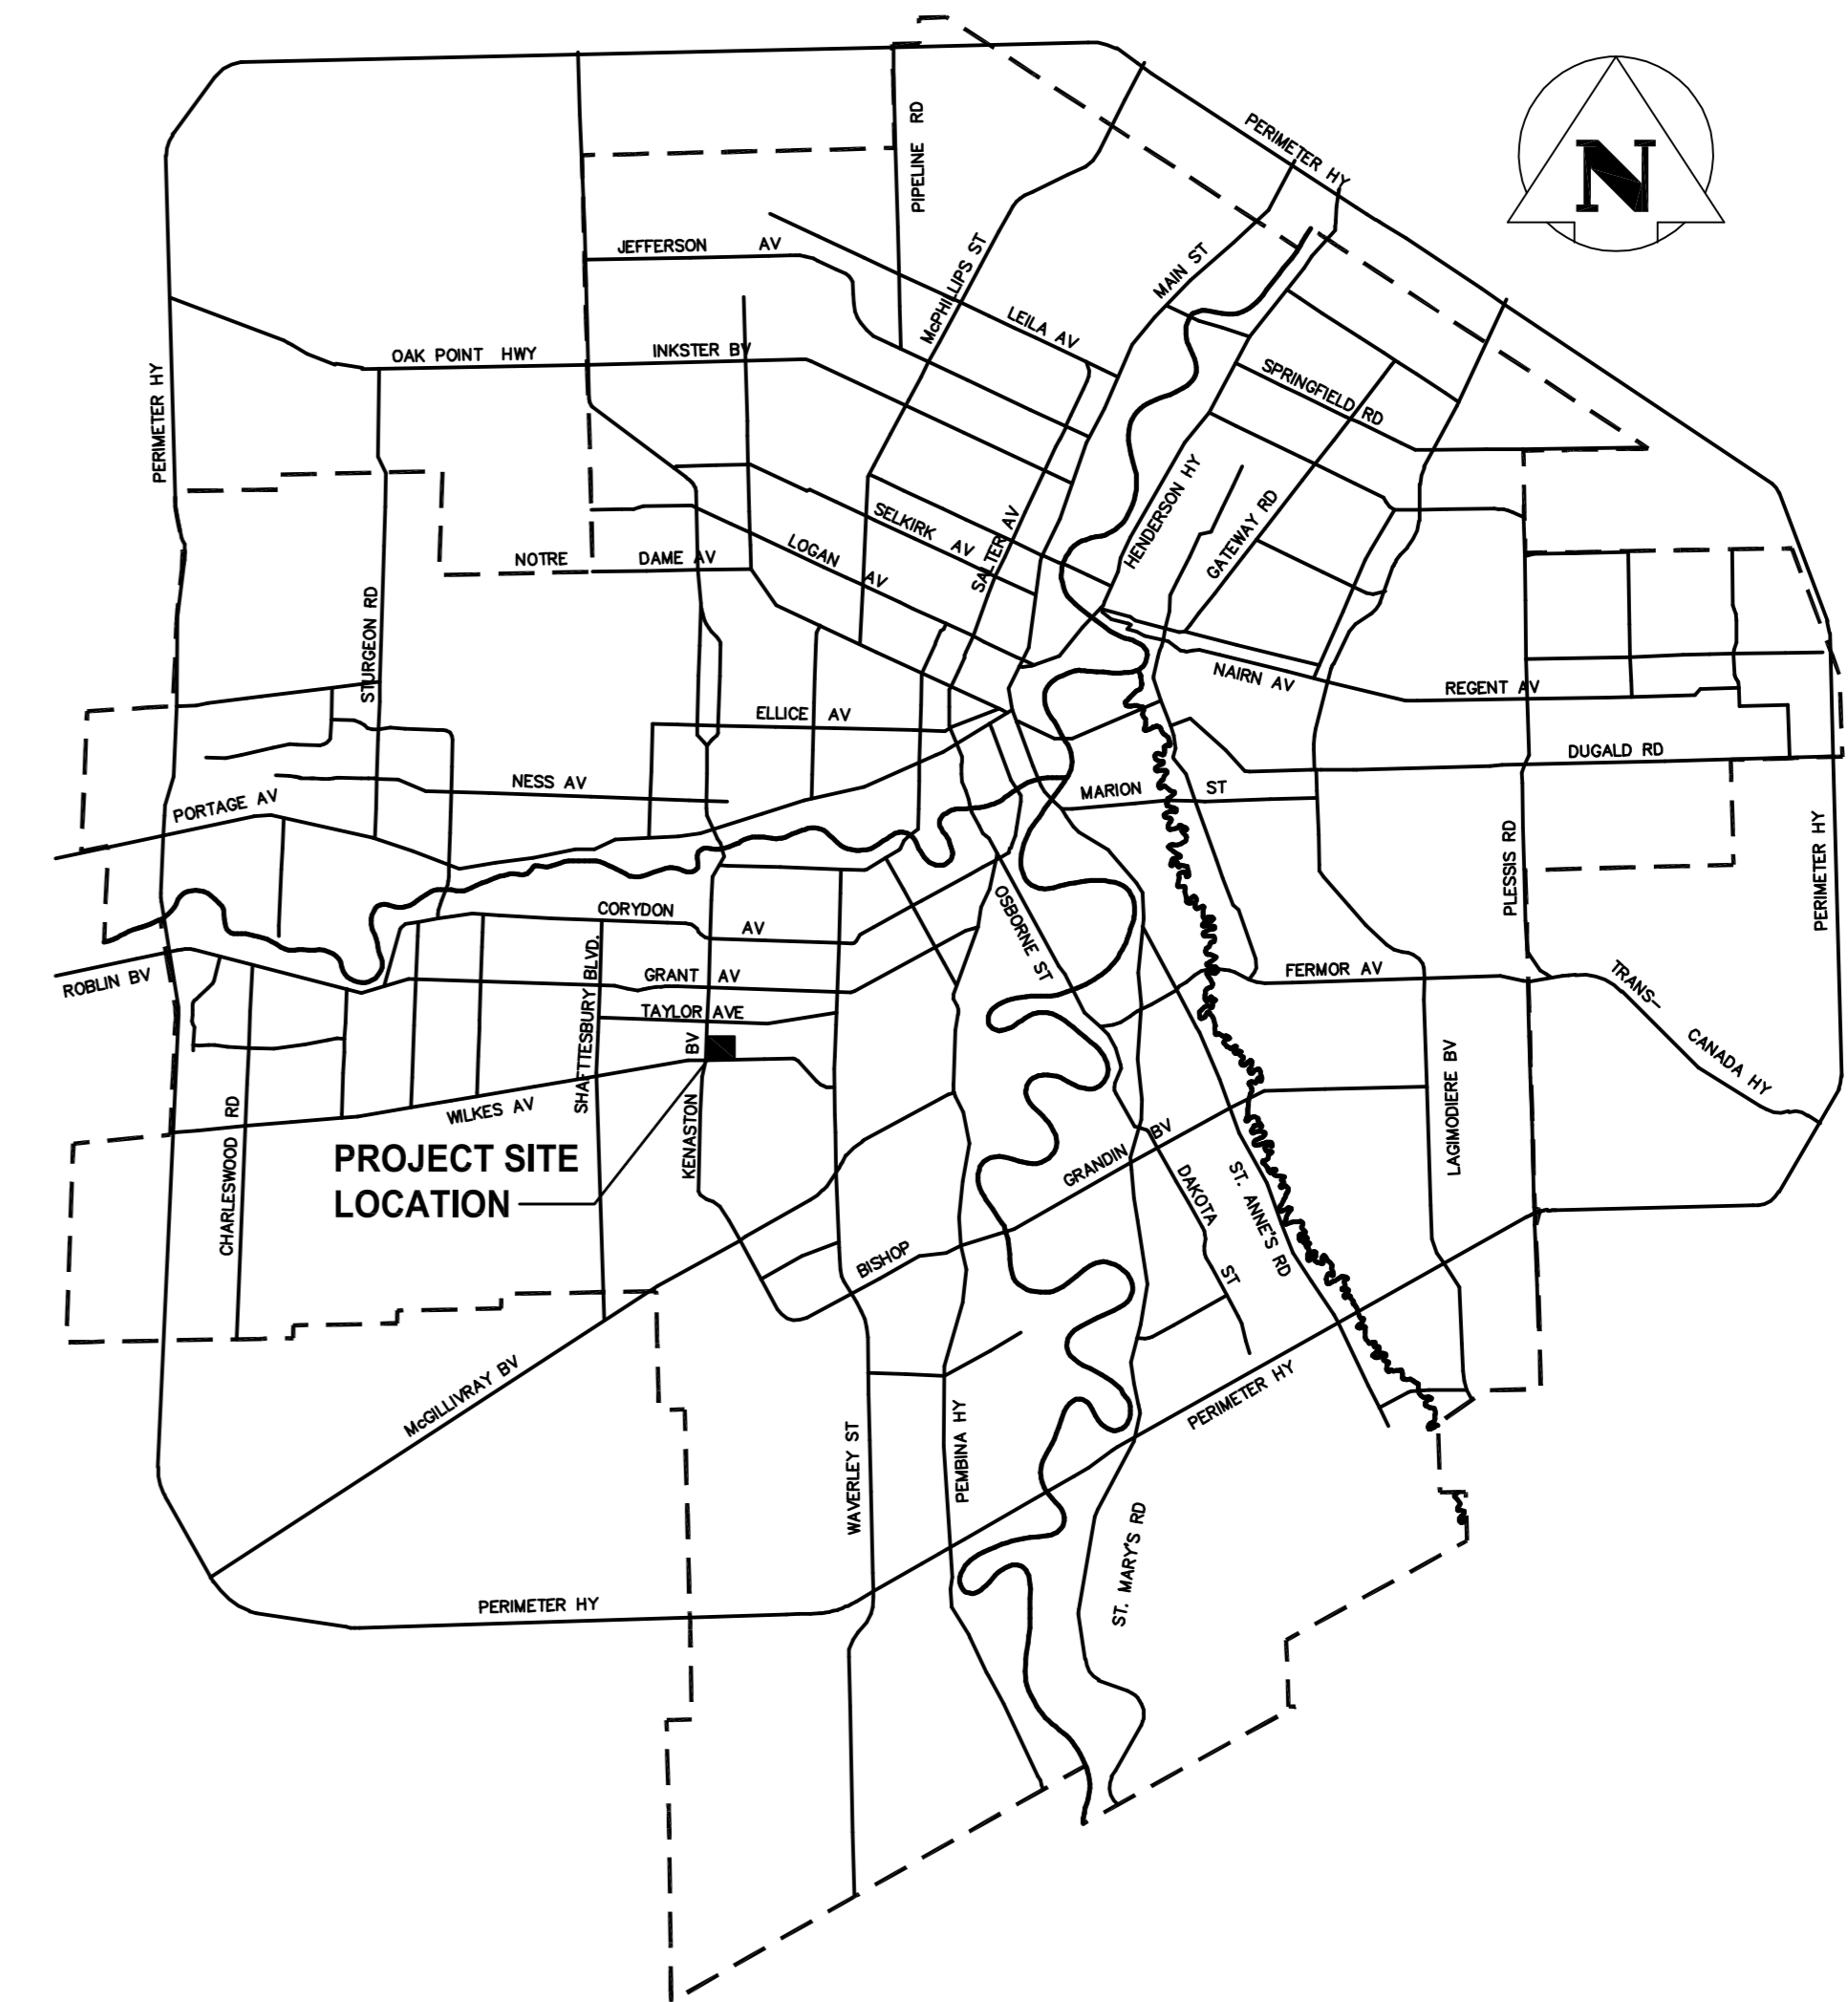 N
PERIMETER HY
PIPELINE RD
JEFFERSON AV
McPHILLIPS ST
MAIN ST
LEILA AV
OAK POINT HWY
INKSTER BV
SPRINGFIELD RD
PERIMETER HY
SELKIRK AV
SALTER AV
HENDERSON HY
GATEWAY RD
LOGAN AV
NOTRE DAME AV
STURGEON RD
NAIRN AV
REGENT AV
ELLICE AV
DUGALD RD
NESS AV
MARION ST
PORTAGE AV
PLESSIS RD
PERIMETER HY
CORYDON AV
OSBORNE ST
ROBLIN BV
GRANT AV
FERMOR AV
TRANS-
CANADA HY
SHAFTESBURY BLVD.
TAYLOR AVE
KENASTON BV
WILKES AV
LAGIMODIERE BV
CHARLESWOOD RD
PROJECT SITE
LOCATION
GRANDIN BV
DAKOTA ST
ST. ANNE'S RD
BISHOP
McGILLIVRAY BV
WAVERLEY ST
PEMBINA HY
PERIMETER HY
ST. MARY'S RD
PERIMETER HY